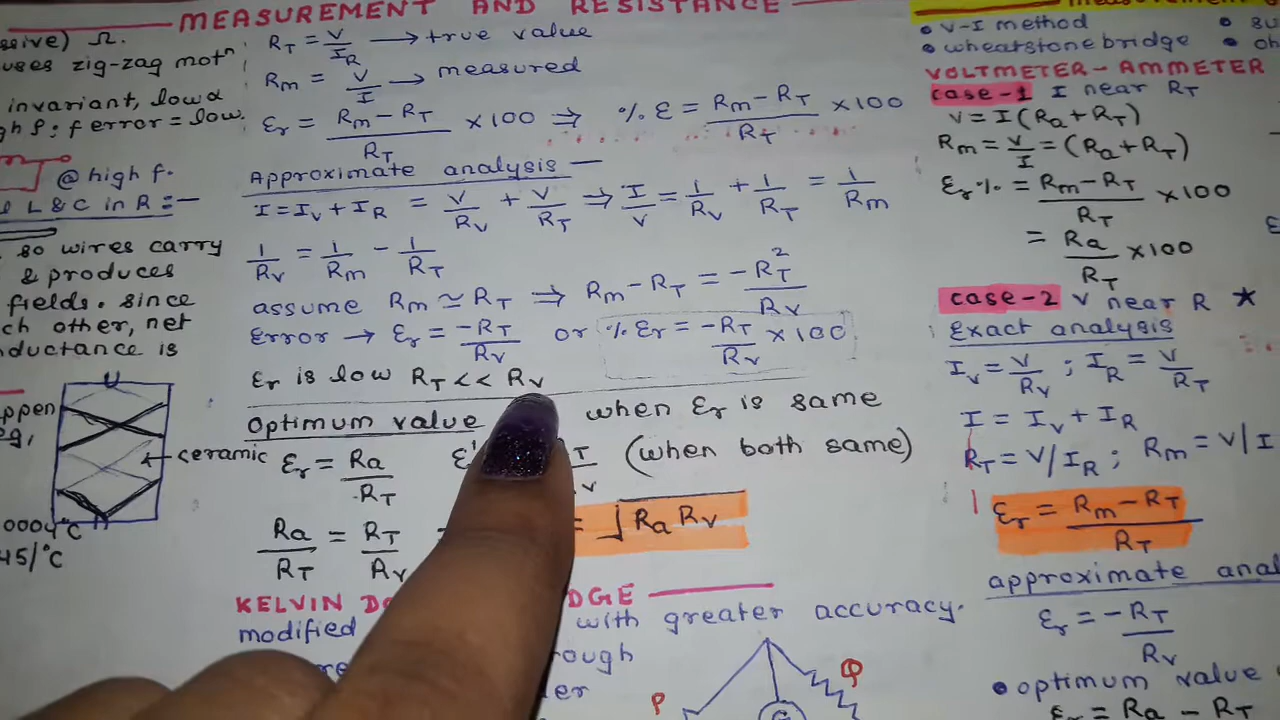 MEASUREMENT AND RESISTANCE
Ω.
uses zig-zag motⁿ
invariant, low α
f error = low.
@ high f.
L & C in R :-
so wires carry
& produces
fields. since
ch other, net
ductance is
ceramic
R_T = V/I_R → true value
R_m = V/I → measured
ε_r = (R_m - R_T)/R_T × 100 ⇒ % ε = (R_m - R_T)/R_T × 100
Approximate analysis -
I = I_V + I_R = V/R_V + V/R_T ⇒ I/V = 1/R_V + 1/R_T = 1/R_m
1/R_V = 1/R_m - 1/R_T
assume R_m ≃ R_T ⇒ R_m - R_T = -R_T²/R_V
Error → ε_r = -R_T/R_V or % ε_r = -R_T/R_V × 100
ε_r is low R_T << R_V
Optimum value when ε_r is same
ε_r = R_a/R_T (when both same)
R_a/R_T = R_T/R_V = √R_a R_V
KELVIN
modified with greater accuracy.
P
Q
G
• V-I method
• wheatstone bridge
VOLTMETER - AMMETER
case-1 I near R_T
V = I(R_a + R_T)
R_m = V/I = (R_a + R_T)
ε_r % = (R_m - R_T)/R_T × 100
= R_a/R_T × 100
case-2 V near R ★
Exact analysis
I_V = V/R_V ; I_R = V/R_T
I = I_V + I_R
R_T = V/I_R ; R_m = V/I
ε_r = (R_m - R_T)/R_T
approximate anal
ε_r = -R_T/R_V
• optimum value
ε_r = R_a - R_T